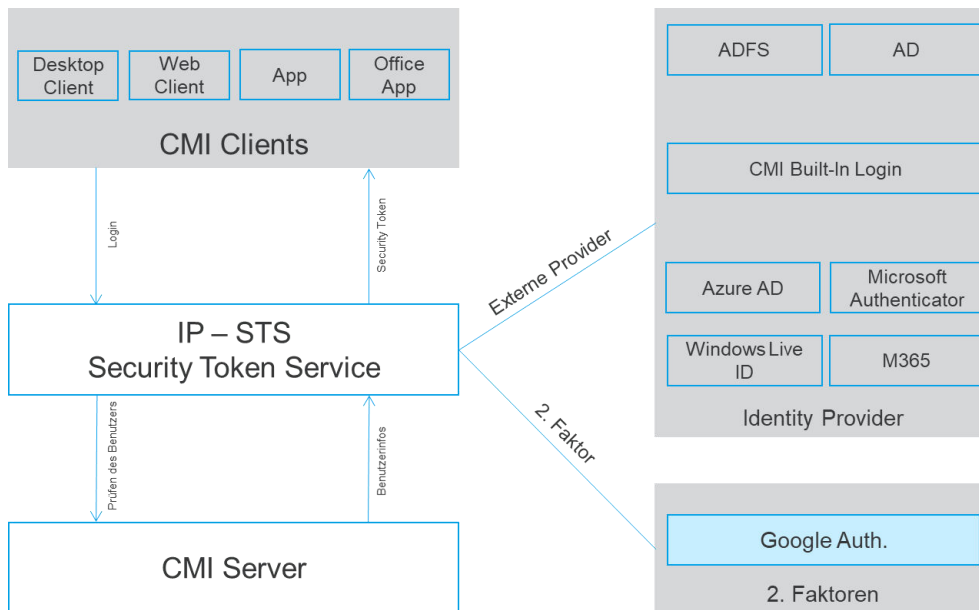 Desktop
Client
Web
Client
App
Office
App
CMI Clients
Login
Security Token
IP – STS
Security Token Service
Prüfen des Benutzers
Benutzerinfos
CMI Server
Externe Provider
2. Faktor
ADFS
AD
CMI Built-In Login
Azure AD
Microsoft
Authenticator
Windows Live
ID
M365
Identity Provider
Google Auth.
2. Faktoren